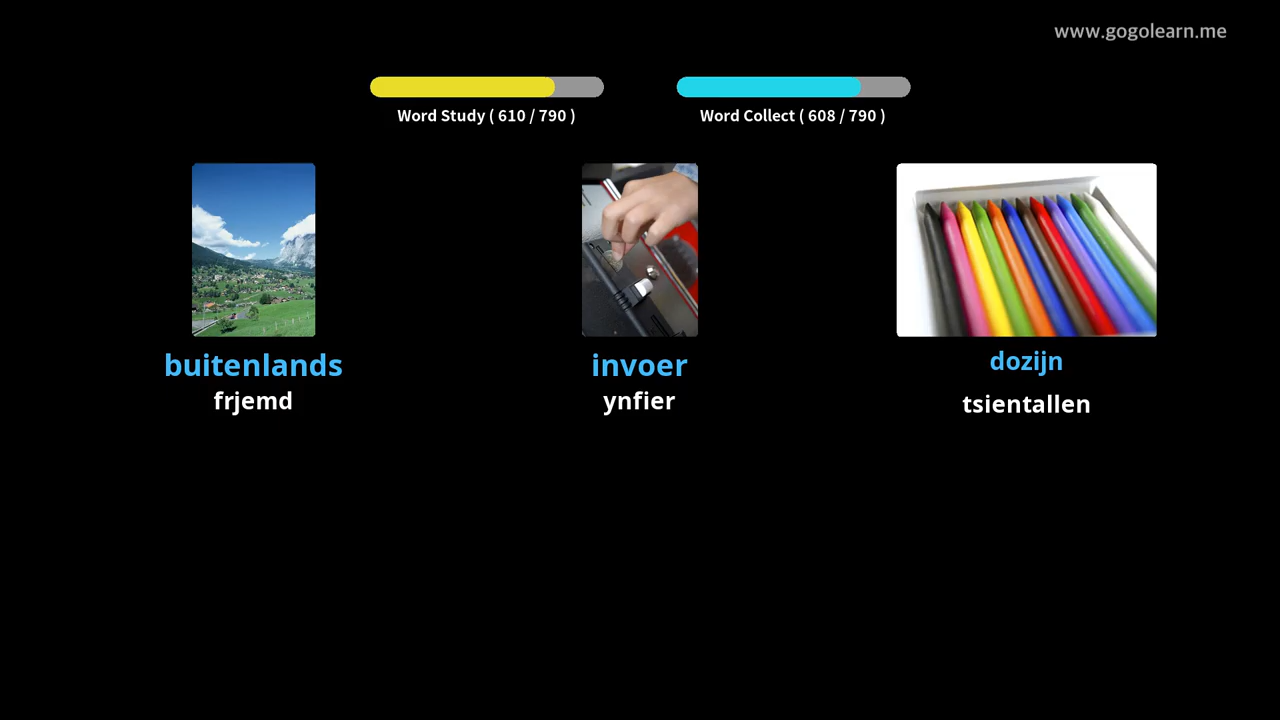 www.gogolearn.me
Word Study ( 610 / 790 )
Word Collect ( 608 / 790 )
buitenlands
frjemd
invoer
ynfier
dozijn
tsientallen